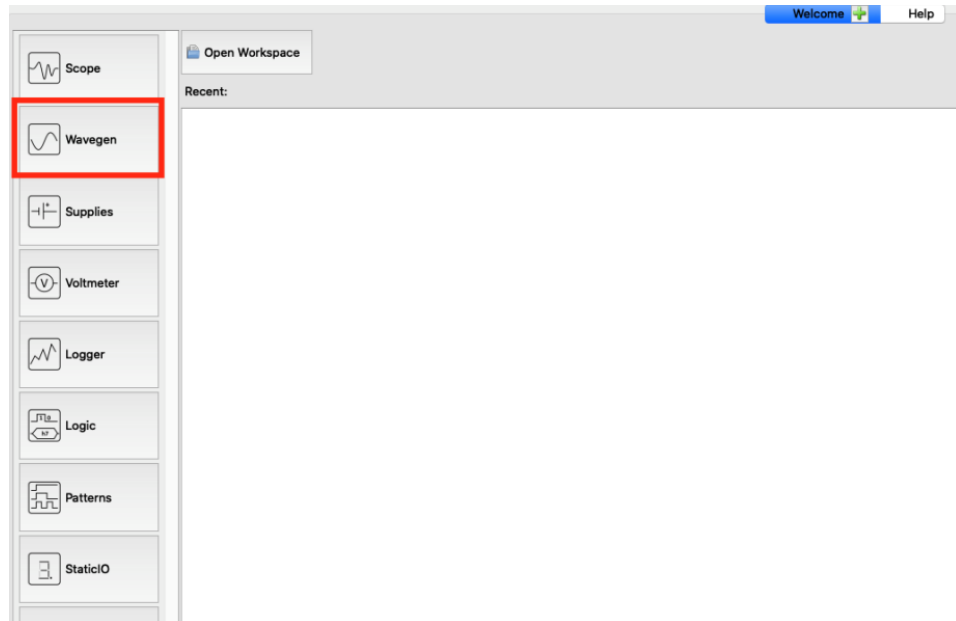 Welcome
Help
Scope
Open Workspace
Recent:
Wavegen
Supplies
Voltmeter
Logger
Logic
Patterns
StaticIO